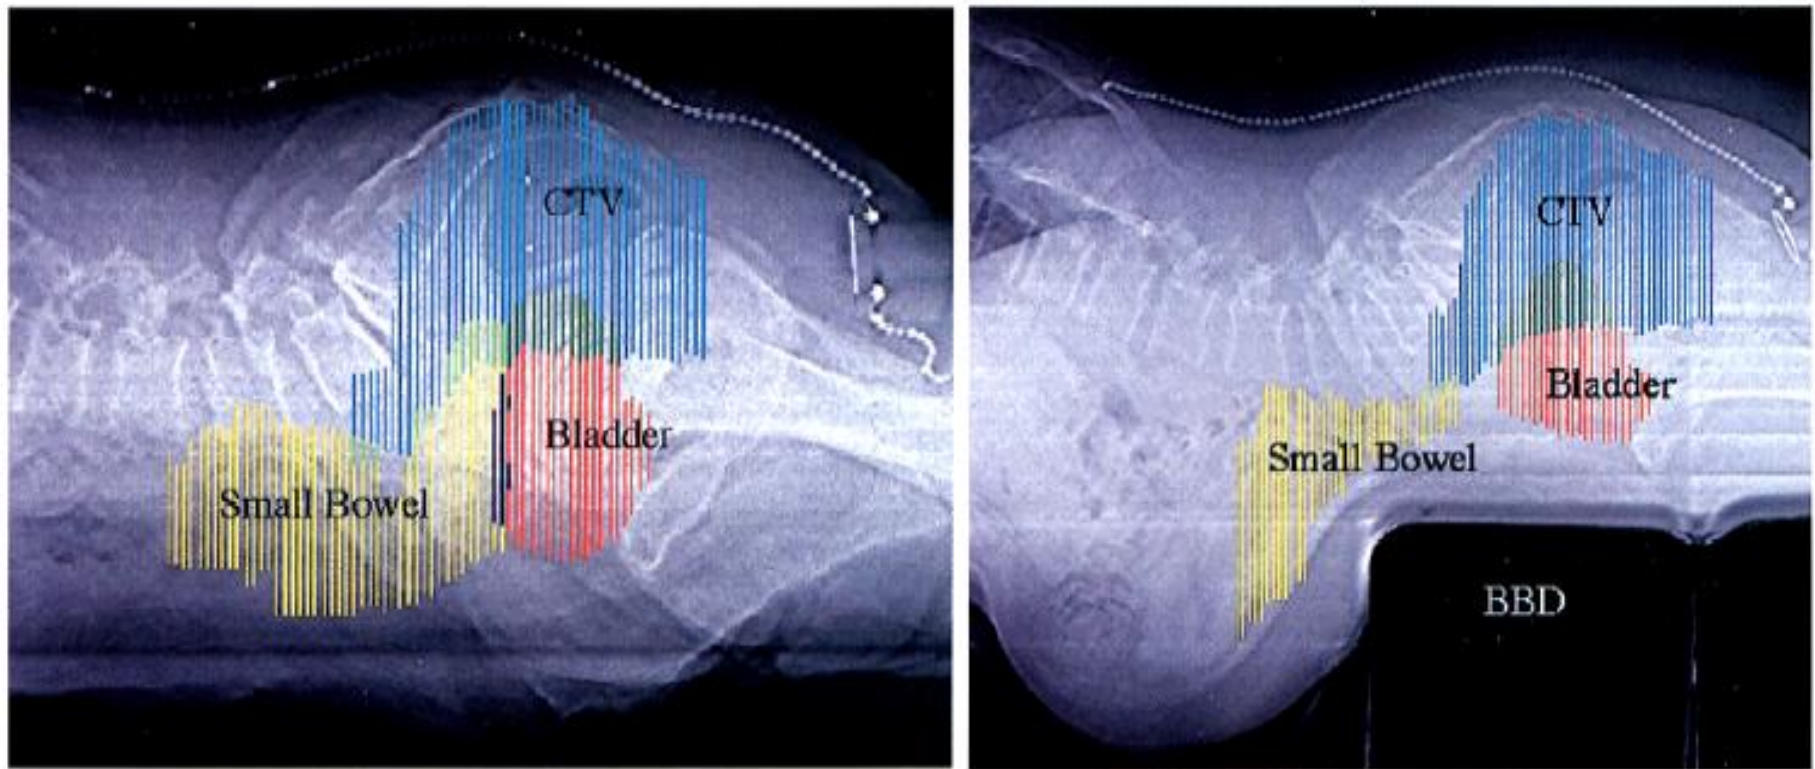 CTV
Bladder
Small Bowel
CTV
Bladder
Small Bowel
BBD